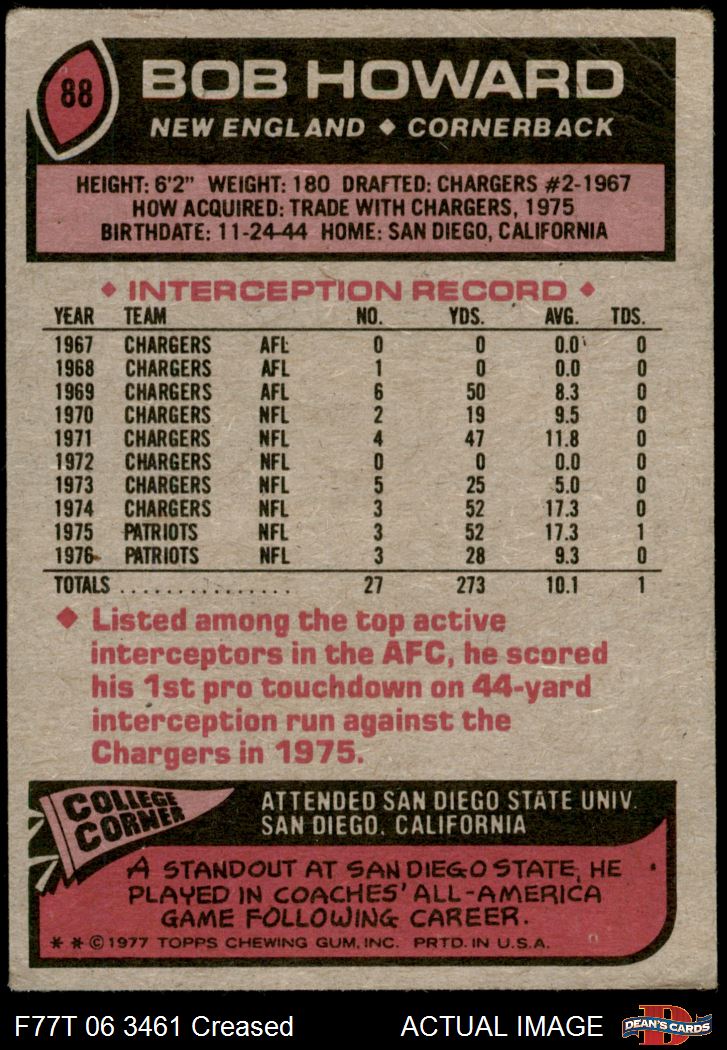 88
BOB HOWARD
NEW ENGLAND ◆ CORNERBACK
HEIGHT: 6'2" WEIGHT: 180 DRAFTED: CHARGERS #2-1967
HOW ACQUIRED: TRADE WITH CHARGERS, 1975
BIRTHDATE: 11-24-44 HOME: SAN DIEGO, CALIFORNIA
◆ INTERCEPTION RECORD ◆
YEAR TEAM NO. YDS. AVG. TDS.
1967 CHARGERS AFL 0 0 0.0 0
1968 CHARGERS AFL 1 0 0.0 0
1969 CHARGERS AFL 6 50 8.3 0
1970 CHARGERS NFL 2 19 9.5 0
1971 CHARGERS NFL 4 47 11.8 0
1972 CHARGERS NFL 0 0 0.0 0
1973 CHARGERS NFL 5 25 5.0 0
1974 CHARGERS NFL 3 52 17.3 0
1975 PATRIOTS NFL 3 52 17.3 1
1976 PATRIOTS NFL 3 28 9.3 0
TOTALS ................ 27 273 10.1 1
◆ Listed among the top active
interceptors in the AFC, he scored
his 1st pro touchdown on 44-yard
interception run against the
Chargers in 1975.
COLLEGE
CORNER
ATTENDED SAN DIEGO STATE UNIV.
SAN DIEGO, CALIFORNIA
A STANDOUT AT SAN DIEGO STATE, HE
PLAYED IN COACHES' ALL-AMERICA
GAME FOLLOWING CAREER.
* * © 1977 TOPPS CHEWING GUM, INC. PRTD. IN U.S.A.
F77T 06 3461 Creased
ACTUAL IMAGE
D
DEAN'S CARDS